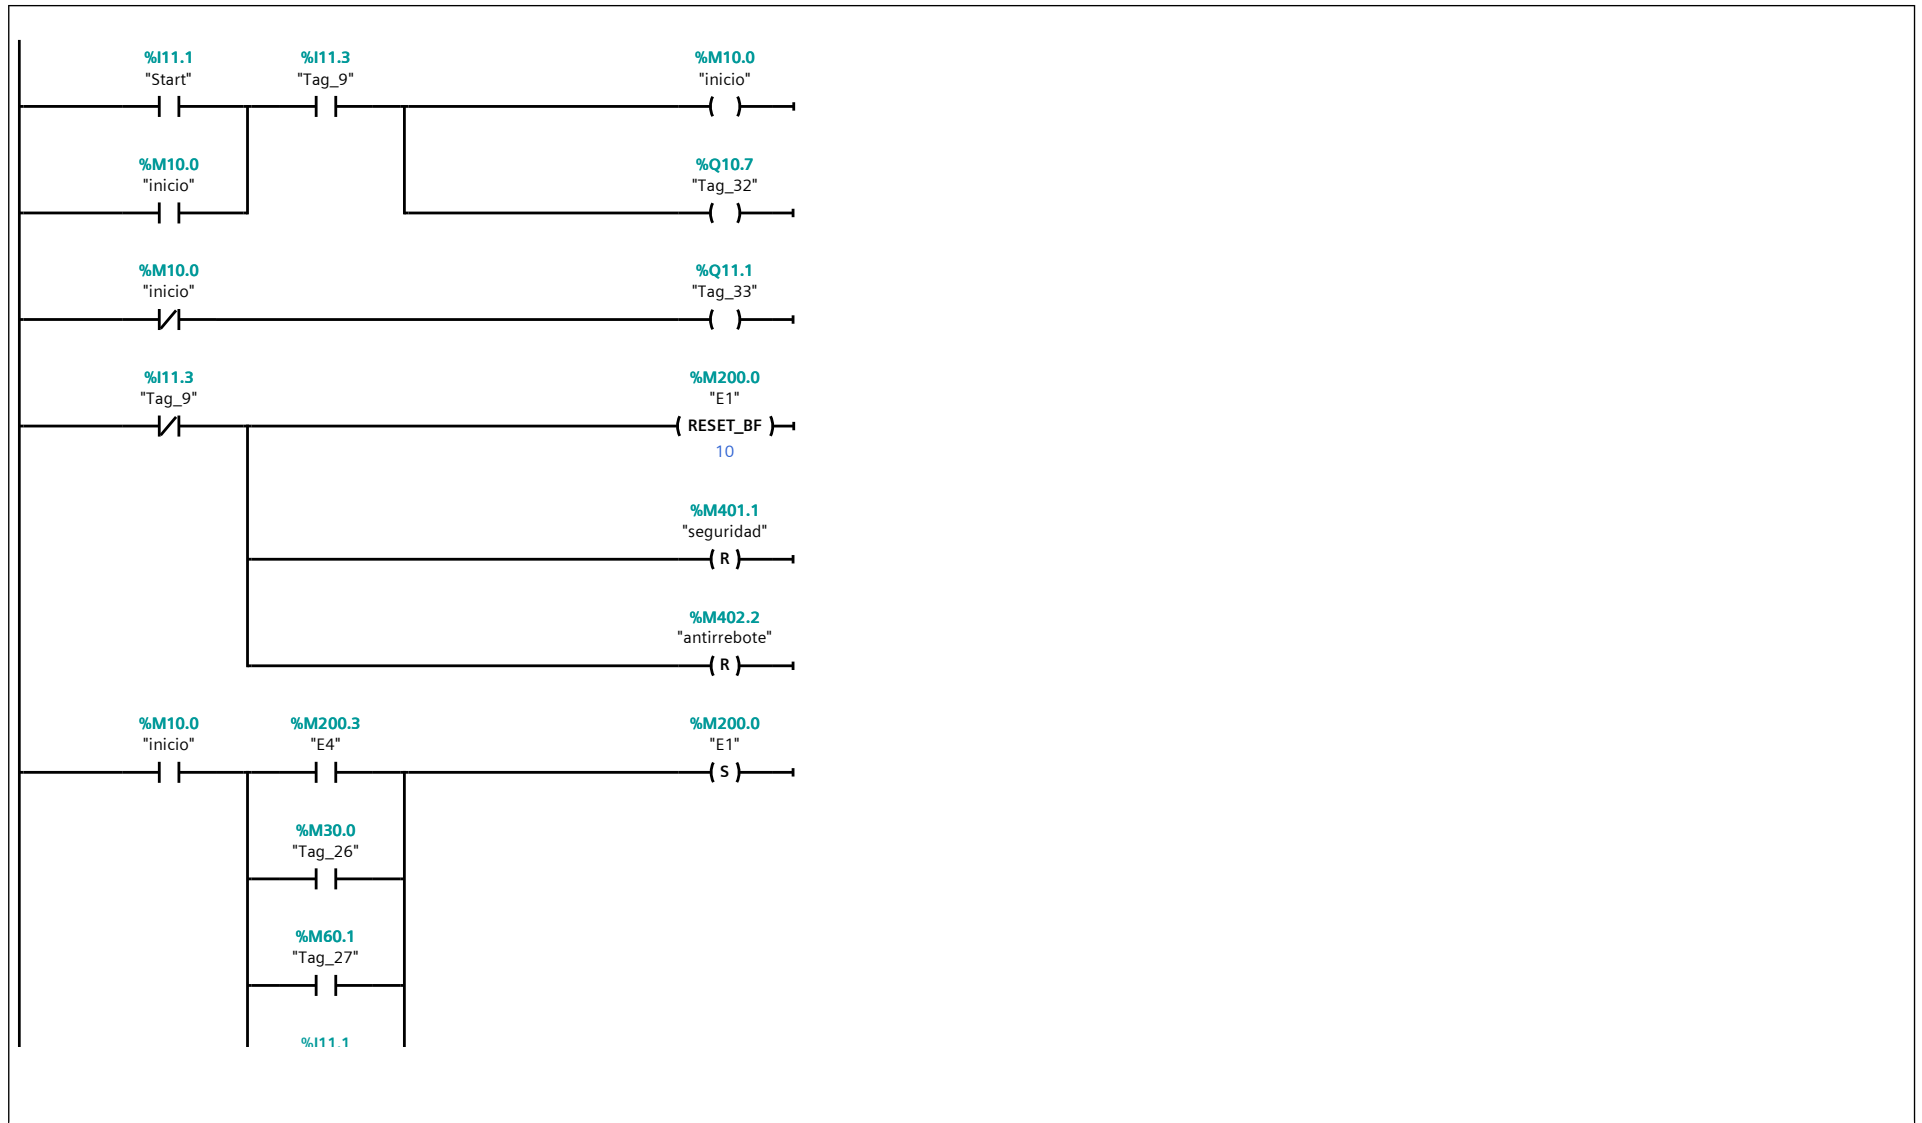 %I11.1 %I11.3 %M10.0
"Start" "Tag_9" "inicio"
%M10.0 %Q10.7
"inicio" "Tag_32"
%M10.0 %Q11.1
"inicio" "Tag_33"
%I11.3 %M200.0
"Tag_9" "E1"
RESET_BF
10
%M401.1
"seguridad"
R
%M402.2
"antirrebote"
R
%M10.0 %M200.3 %M200.0
"inicio" "E4" "E1"
S
%M30.0
"Tag_26"
%M60.1
"Tag_27"
%I11.1